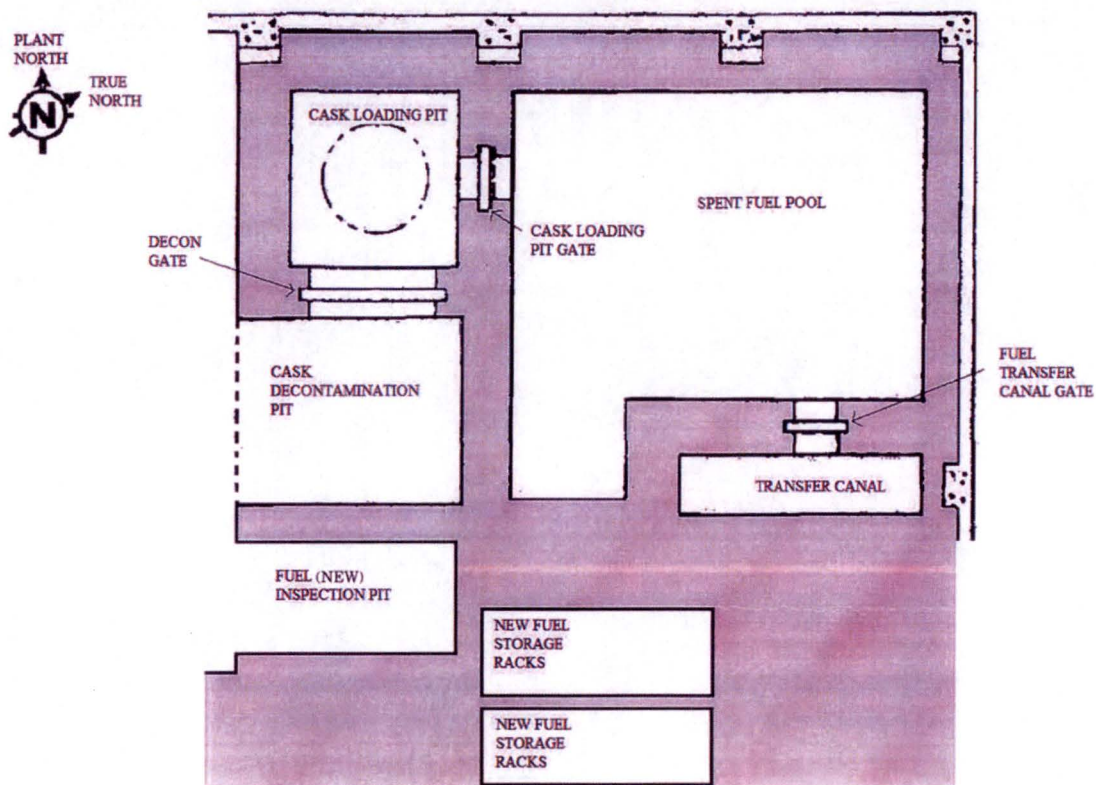 PLANT
NORTH
TRUE
NORTH
N
CASK LOADING PIT
SPENT FUEL POOL
CASK LOADING
PIT GATE
DECON
GATE
CASK
DECONTAMINATION
PIT
FUEL
TRANSFER
CANAL GATE
TRANSFER CANAL
FUEL (NEW)
INSPECTION PIT
NEW FUEL
STORAGE
RACKS
NEW FUEL
STORAGE
RACKS